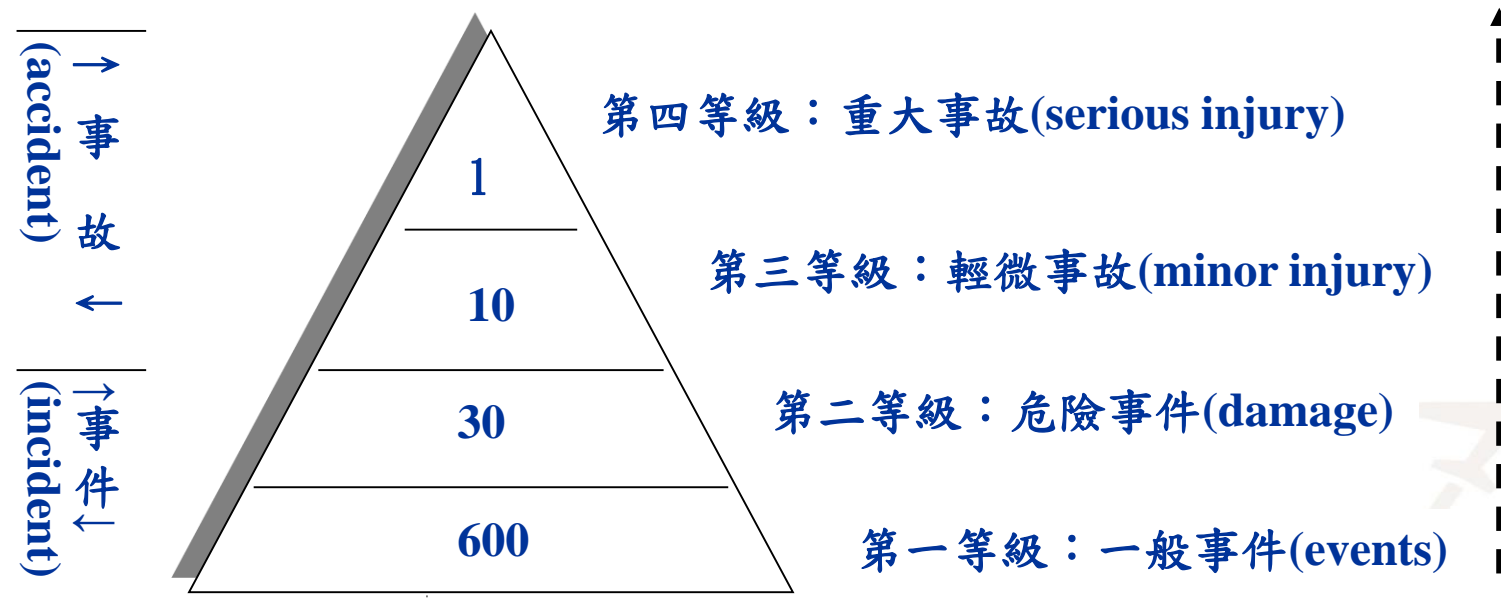 → 事 故 ←
(accident)
→事件←
(incident)
1
第四等級：重大事故(serious injury)
10
第三等級：輕微事故(minor injury)
30
第二等級：危險事件(damage)
600
第一等級：一般事件(events)